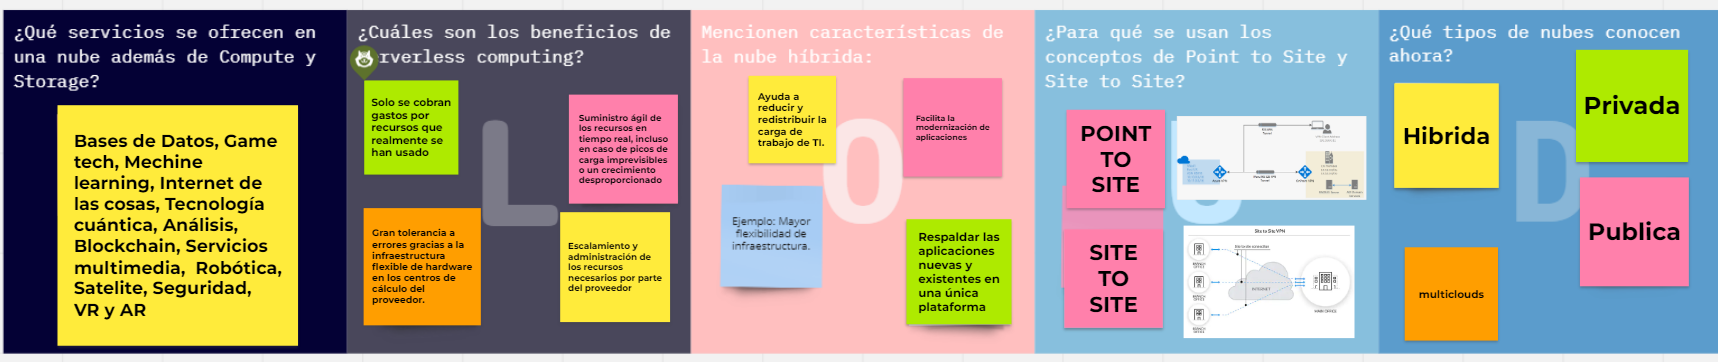 ¿Qué servicios se ofrecen en
una nube además de Compute y
Storage?
Bases de Datos, Game
tech, Mechine
learning, Internet de
las cosas, Tecnología
cuántica, Análisis,
Blockchain, Servicios
multimedia, Robótica,
Satelite, Seguridad,
VR y AR
¿Cuáles son los beneficios de
rverless computing?
Solo se cobran
gastos por
recursos que
realmente se
han usado
Suministro ágil de
los recursos en
tiempo real, incluso
en caso de picos de
carga imprevisibles
o un crecimiento
desproporcionado
L
Gran tolerancia a
errores gracias a la
infraestructura
flexible de hardware
en los centros de
cálculo del
proveedor.
Escalamiento y
administración de
los recursos
necesarios por parte
del proveedor
Mencionen características de
la nube híbrida:
Ayuda a
reducir y
redistribuir la
carga de
trabajo de TI.
Facilita la
modernización de
aplicaciones
O
Ejemplo: Mayor
flexibilidad de
infraestructura.
Respaldar las
aplicaciones
nuevas y
existentes en
una única
plataforma
¿Para qué se usan los
conceptos de Point to Site y
Site to Site?
POINT
TO
SITE
SITE
TO
SITE
Site to Site VPN
INTERNET
MAIN OFFICE
BRANCH
OFFICE
BRANCH
OFFICE
BRANCH
OFFICE
¿Qué tipos de nubes conocen
ahora?
Hibrida
Privada
Publica
D
multiclouds